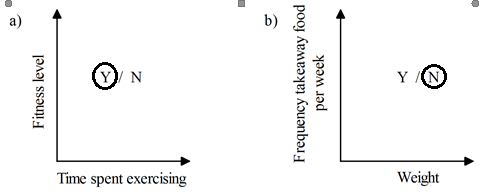 a)
Fitness level
Y / N
Time spent exercising
b)
Frequency takeaway food
per week
Y / N
Weight